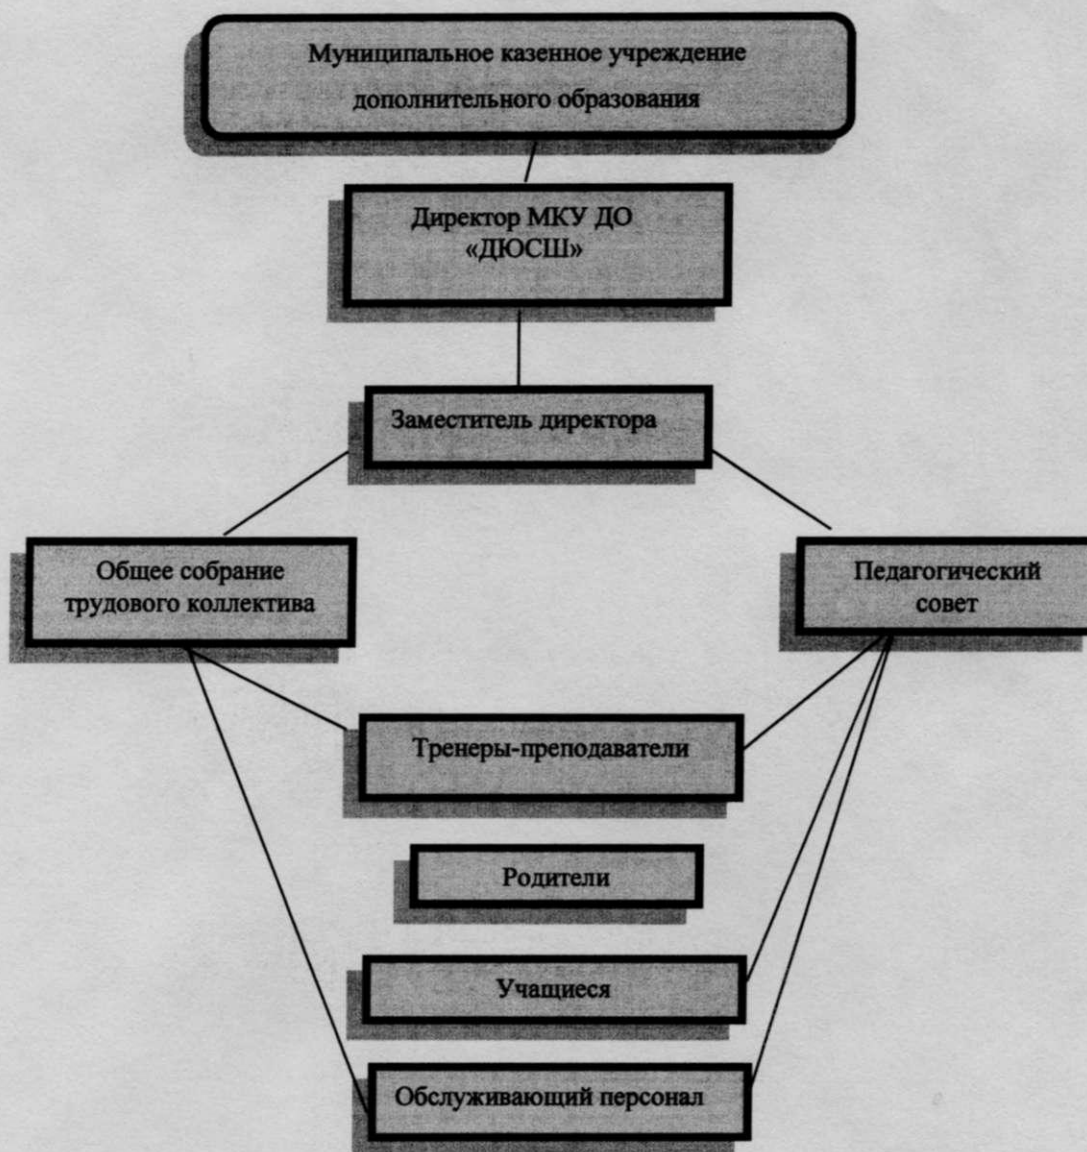 Муниципальное казенное учреждение
дополнительного образования
Директор МКУ ДО
«ДЮСШ»
Заместитель директора
Общее собрание
трудового коллектива
Педагогический
совет
Тренеры-преподаватели
Родители
Учащиеся
Обслуживающий персонал